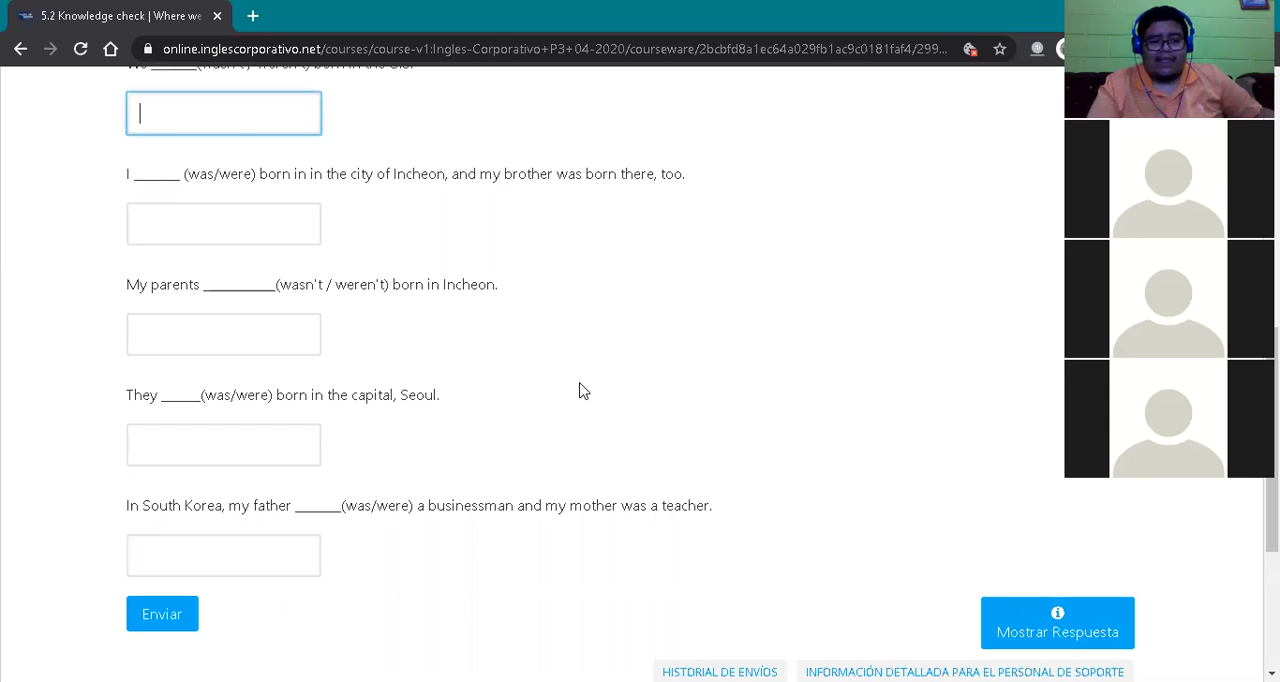 5.2 Knowledge check | Where we
online.inglescorporativo.net/courses/course-v1:Ingles-Corporativo+P3+04-2020/courseware/2bcbfd8a1ec64a029fb1ac9c0181faf4/299...
I ______ (was/were) born in in the city of Incheon, and my brother was born there, too.
My parents __________(wasn't / weren't) born in Incheon.
They _____(was/were) born in the capital, Seoul.
In South Korea, my father ______(was/were) a businessman and my mother was a teacher.
Enviar
Mostrar Respuesta
HISTORIAL DE ENVÍOS
INFORMACIÓN DETALLADA PARA EL PERSONAL DE SOPORTE